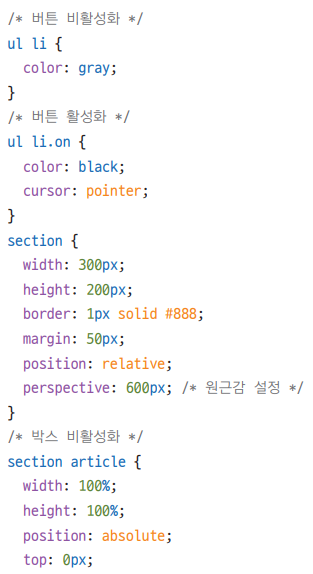 /* 버튼 비활성화 */
ul li {
  color: gray;
}
/* 버튼 활성화 */
ul li.on {
  color: black;
  cursor: pointer;
}
section {
  width: 300px;
  height: 200px;
  border: 1px solid #888;
  margin: 50px;
  position: relative;
  perspective: 600px; /* 원근감 설정 */
}
/* 박스 비활성화 */
section article {
  width: 100%;
  height: 100%;
  position: absolute;
  top: 0px;